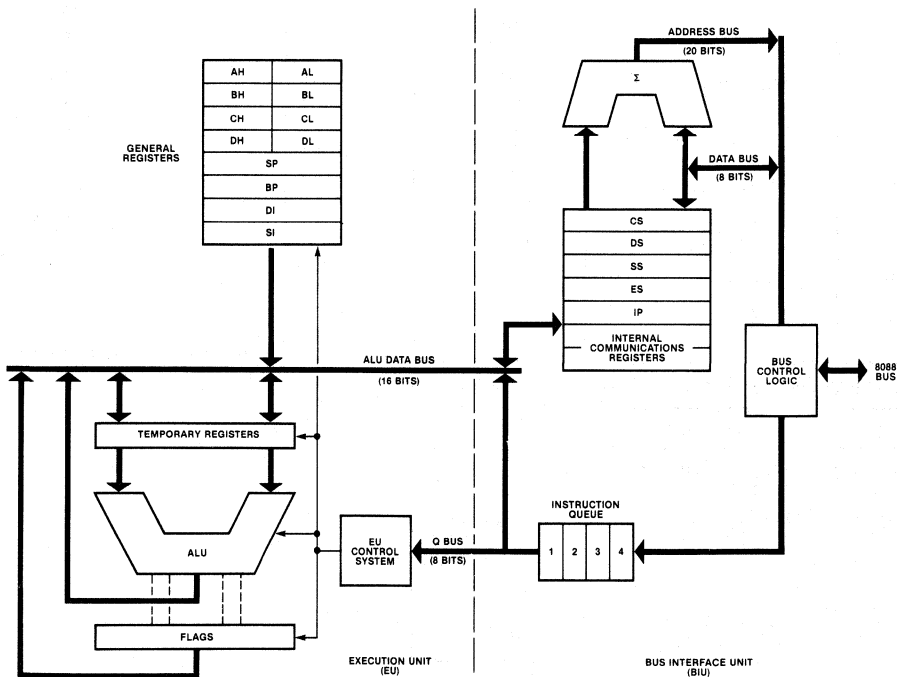 ADDRESS BUS
(20 BITS)
Σ
AH AL
BH BL
CH CL
DH DL
SP
BP
DI
SI
GENERAL
REGISTERS
DATA BUS
(8 BITS)
CS
DS
SS
ES
IP
INTERNAL
COMMUNICATIONS
REGISTERS
BUS
CONTROL
LOGIC
8088
BUS
ALU DATA BUS
(16 BITS)
TEMPORARY REGISTERS
ALU
FLAGS
EU
CONTROL
SYSTEM
Q BUS
(8 BITS)
INSTRUCTION
QUEUE
1 2 3 4
EXECUTION UNIT
(EU)
BUS INTERFACE UNIT
(BIU)